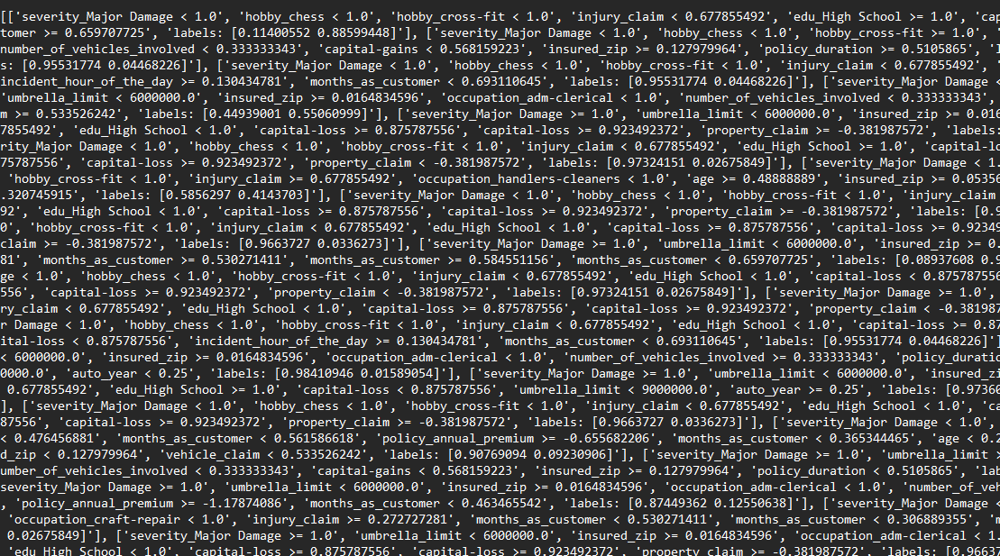 [['severity_Major Damage < 1.0', 'hobby_chess < 1.0', 'hobby_cross-fit < 1.0', 'injury_claim < 0.677855492', 'edu_High School >= 1.0', 'cap
tomer >= 0.659707725', 'labels: [0.11400552 0.88599448]'], ['severity_Major Damage < 1.0', 'hobby_chess < 1.0', 'hobby_cross-fit >= 1.0', '
number_of_vehicles_involved < 0.333333343', 'capital-gains < 0.568159223', 'insured_zip >= 0.127979964', 'policy_duration >= 0.5105865', 'l
s: [0.95531774 0.04468226]'], ['severity_Major Damage < 1.0', 'hobby_chess < 1.0', 'hobby_cross-fit < 1.0', 'injury_claim < 0.677855492', '
incident_hour_of_the_day >= 0.130434781', 'months_as_customer < 0.693110645', 'labels: [0.95531774 0.04468226]'], ['severity_Major Damage <
'umbrella_limit < 6000000.0', 'insured_zip >= 0.0164834596', 'occupation_adm-clerical < 1.0', 'number_of_vehicles_involved < 0.333333343',
m >= 0.533526242', 'labels: [0.44939001 0.55060999]'], ['severity_Major Damage >= 1.0', 'umbrella_limit < 6000000.0', 'insured_zip >= 0.016
7855492', 'edu_High School < 1.0', 'capital-loss >= 0.875787556', 'capital-loss >= 0.923492372', 'property_claim >= -0.381987572', 'labels:
rity_Major Damage < 1.0', 'hobby_chess < 1.0', 'hobby_cross-fit < 1.0', 'injury_claim < 0.677855492', 'edu_High School >= 1.0', 'capital-lo
75787556', 'capital-loss >= 0.923492372', 'property_claim < -0.381987572', 'labels: [0.97324151 0.02675849]'], ['severity_Major Damage < 1.
'hobby_cross-fit < 1.0', 'injury_claim >= 0.677855492', 'occupation_handlers-cleaners < 1.0', 'age >= 0.48888889', 'insured_zip >= 0.05356
.320745915', 'labels: [0.5856297 0.4143703]'], ['severity_Major Damage < 1.0', 'hobby_chess < 1.0', 'hobby_cross-fit < 1.0', 'injury_claim
92', 'edu_High School < 1.0', 'capital-loss >= 0.875787556', 'capital-loss >= 0.923492372', 'property_claim >= -0.381987572', 'labels: [0.9
0', 'hobby_cross-fit < 1.0', 'injury_claim < 0.677855492', 'edu_High School < 1.0', 'capital-loss >= 0.875787556', 'capital-loss >= 0.92349
claim >= -0.381987572', 'labels: [0.9663727 0.0336273]'], ['severity_Major Damage >= 1.0', 'umbrella_limit < 6000000.0', 'insured_zip >= 0.
81', 'months_as_customer >= 0.530271411', 'months_as_customer >= 0.584551156', 'months_as_customer < 0.659707725', 'labels: [0.08937608 0.9
ge < 1.0', 'hobby_chess < 1.0', 'hobby_cross-fit < 1.0', 'injury_claim < 0.677855492', 'edu_High School < 1.0', 'capital-loss >= 0.87578755
556', 'capital-loss >= 0.923492372', 'property_claim < -0.381987572', 'labels: [0.97324151 0.02675849]'], ['severity_Major Damage >= 1.0',
ry_claim < 0.677855492', 'edu_High School < 1.0', 'capital-loss >= 0.875787556', 'capital-loss >= 0.923492372', 'property_claim < -0.381987
r Damage < 1.0', 'hobby_chess < 1.0', 'hobby_cross-fit < 1.0', 'injury_claim < 0.677855492', 'edu_High School < 1.0', 'capital-loss >= 0.87
ital-loss < 0.875787556', 'incident_hour_of_the_day >= 0.130434781', 'months_as_customer < 0.693110645', 'labels: [0.95531774 0.04468226]'
< 6000000.0', 'insured_zip >= 0.0164834596', 'occupation_adm-clerical < 1.0', 'number_of_vehicles_involved >= 0.333333343', 'policy_duratio
0000.0', 'auto_year < 0.25', 'labels: [0.98410946 0.01589054]'], ['severity_Major Damage >= 1.0', 'umbrella_limit < 6000000.0', 'insured_zi
0.677855492', 'edu_High School >= 1.0', 'capital-loss < 0.875787556', 'umbrella_limit < 9000000.0', 'auto_year >= 0.25', 'labels: [0.97360
], ['severity_Major Damage < 1.0', 'hobby_chess < 1.0', 'hobby_cross-fit < 1.0', 'injury_claim < 0.677855492', 'edu_High School < 1.0', 'ca
87556', 'capital-loss >= 0.923492372', 'property_claim >= -0.381987572', 'labels: [0.9663727 0.0336273]'], ['severity_Major Damage < 1.0',
< 0.476456881', 'months_as_customer < 0.561586618', 'policy_annual_premium >= -0.655682206', 'months_as_customer < 0.365344465', 'age < 0.2
d_zip < 0.127979964', 'vehicle_claim < 0.533526242', 'labels: [0.90769094 0.09230906]'], ['severity_Major Damage >= 1.0', 'umbrella_limit >
umber_of_vehicles_involved < 0.333333343', 'capital-gains < 0.568159223', 'insured_zip >= 0.127979964', 'policy_duration < 0.5105865', 'lab
severity_Major Damage >= 1.0', 'umbrella_limit < 6000000.0', 'insured_zip >= 0.0164834596', 'occupation_adm-clerical < 1.0', 'number_of_veh
, 'policy_annual_premium >= -1.17874086', 'months_as_customer < 0.463465542', 'labels: [0.87449362 0.12550638]'], ['severity_Major Damage <
'occupation_craft-repair < 1.0', 'injury_claim >= 0.272727281', 'months_as_customer < 0.530271411', 'months_as_customer < 0.306889355', 'm
0.02675849]'], ['severity_Major Damage >= 1.0', 'umbrella_limit < 6000000.0', 'insured_zip >= 0.0164834596', 'occupation_adm-clerical < 1.
'edu_High School < 1.0', 'capital-loss >= 0.875787556', 'capital-loss >= 0.923492372', 'property_claim >= -0.381987572', 'labels: [0.9663